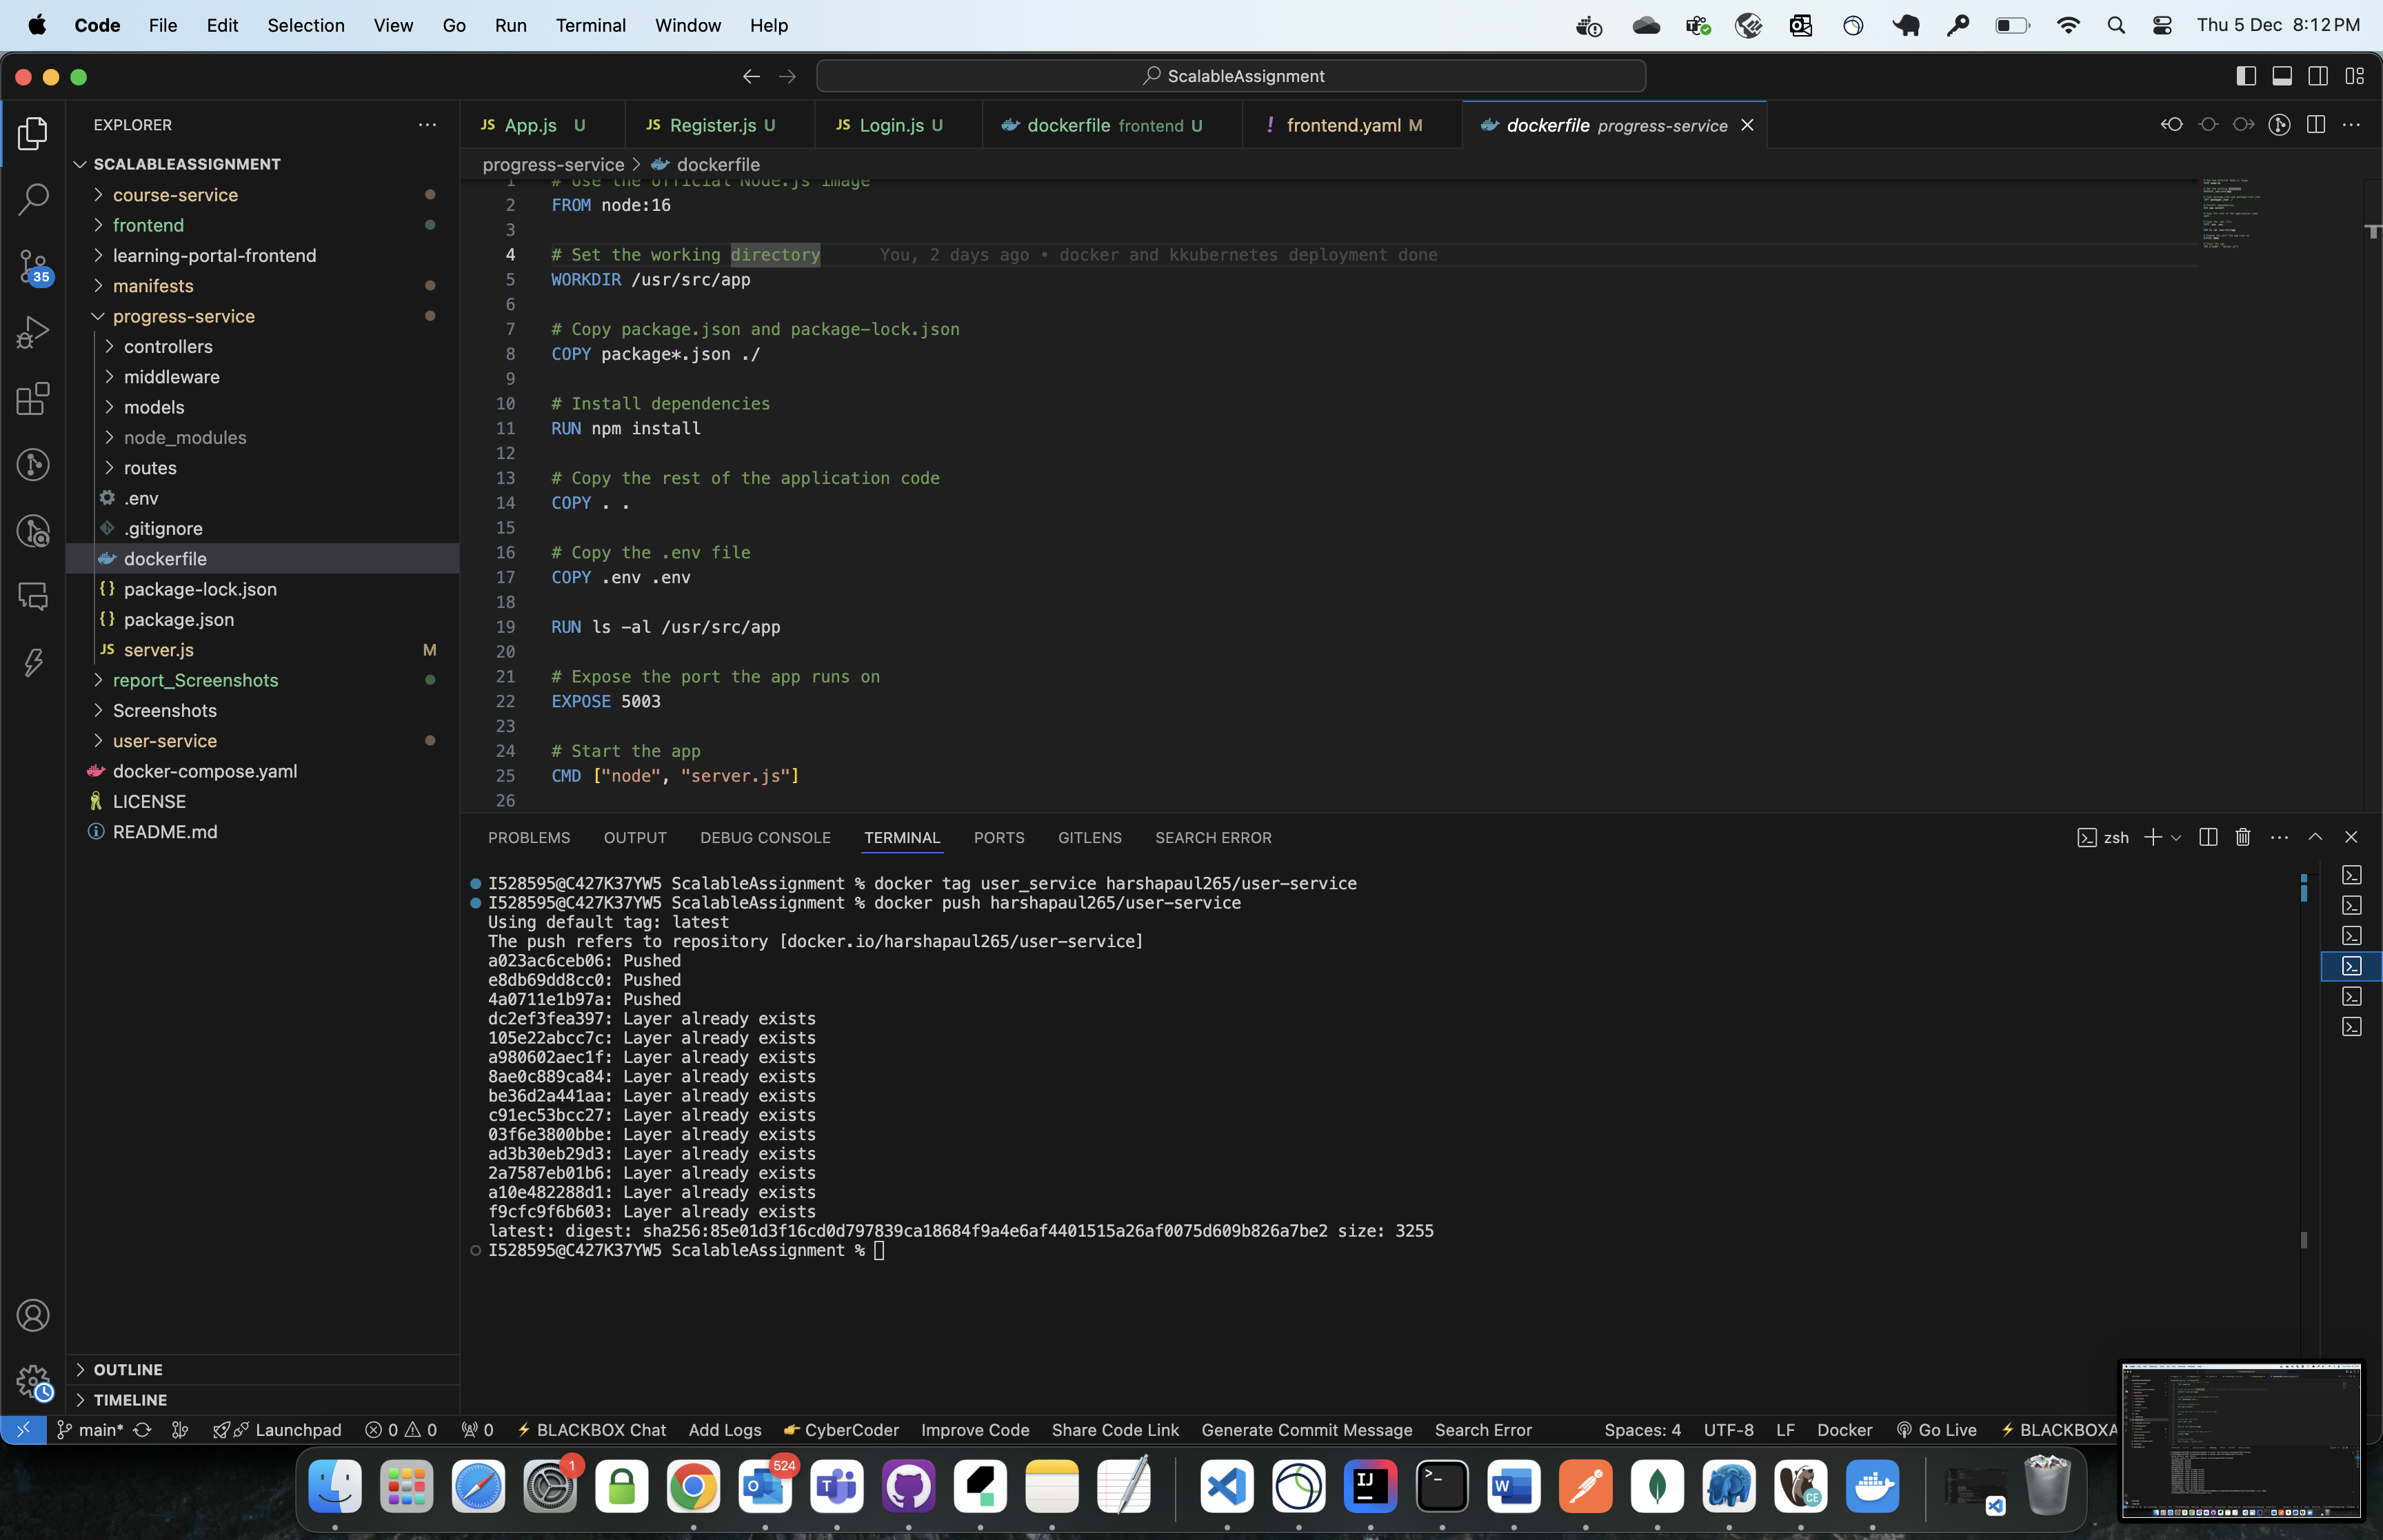 Code File Edit Selection View Go Run Terminal Window Help
Thu 5 Dec 8:12 PM
ScalableAssignment
EXPLORER
SCALABLEASSIGNMENT
course-service
frontend
learning-portal-frontend
manifests
progress-service
controllers
middleware
models
node_modules
routes
.env
.gitignore
dockerfile
package-lock.json
package.json
JS server.js M
report_Screenshots
Screenshots
user-service
docker-compose.yaml
LICENSE
README.md
OUTLINE
TIMELINE
35
JS App.js U
JS Register.js U
JS Login.js U
dockerfile frontend U
! frontend.yaml M
dockerfile progress-service
progress-service > dockerfile
1 # Use the official Node.js image
2 FROM node:16
3
4 # Set the working directory You, 2 days ago • docker and kkubernetes deployment done
5 WORKDIR /usr/src/app
6
7 # Copy package.json and package-lock.json
8 COPY package*.json ./
9
10 # Install dependencies
11 RUN npm install
12
13 # Copy the rest of the application code
14 COPY . .
15
16 # Copy the .env file
17 COPY .env .env
18
19 RUN ls -al /usr/src/app
20
21 # Expose the port the app runs on
22 EXPOSE 5003
23
24 # Start the app
25 CMD ["node", "server.js"]
26
PROBLEMS OUTPUT DEBUG CONSOLE TERMINAL PORTS GITLENS SEARCH ERROR
zsh
I528595@C427K37YW5 ScalableAssignment % docker tag user_service harshapaul265/user-service
I528595@C427K37YW5 ScalableAssignment % docker push harshapaul265/user-service
Using default tag: latest
The push refers to repository [docker.io/harshapaul265/user-service]
a023ac6ceb06: Pushed
e8db69dd8cc0: Pushed
4a0711e1b97a: Pushed
dc2ef3fea397: Layer already exists
105e22abcc7c: Layer already exists
a980602aec1f: Layer already exists
8ae0c889ca84: Layer already exists
be36d2a441aa: Layer already exists
c91ec53bcc27: Layer already exists
03f6e3800bbe: Layer already exists
ad3b30eb29d3: Layer already exists
2a7587eb01b6: Layer already exists
a10e482288d1: Layer already exists
f9cfc9f6b603: Layer already exists
latest: digest: sha256:85e01d3f16cd0d797839ca18684f9a4e6af4401515a26af0075d609b826a7be2 size: 3255
I528595@C427K37YW5 ScalableAssignment %
main* Launchpad 0 0 0 BLACKBOX Chat Add Logs CyberCoder Improve Code Share Code Link Generate Commit Message Search Error Spaces: 4 UTF-8 LF Docker Go Live BLACKBOXA
1
524
IJ
W
CE